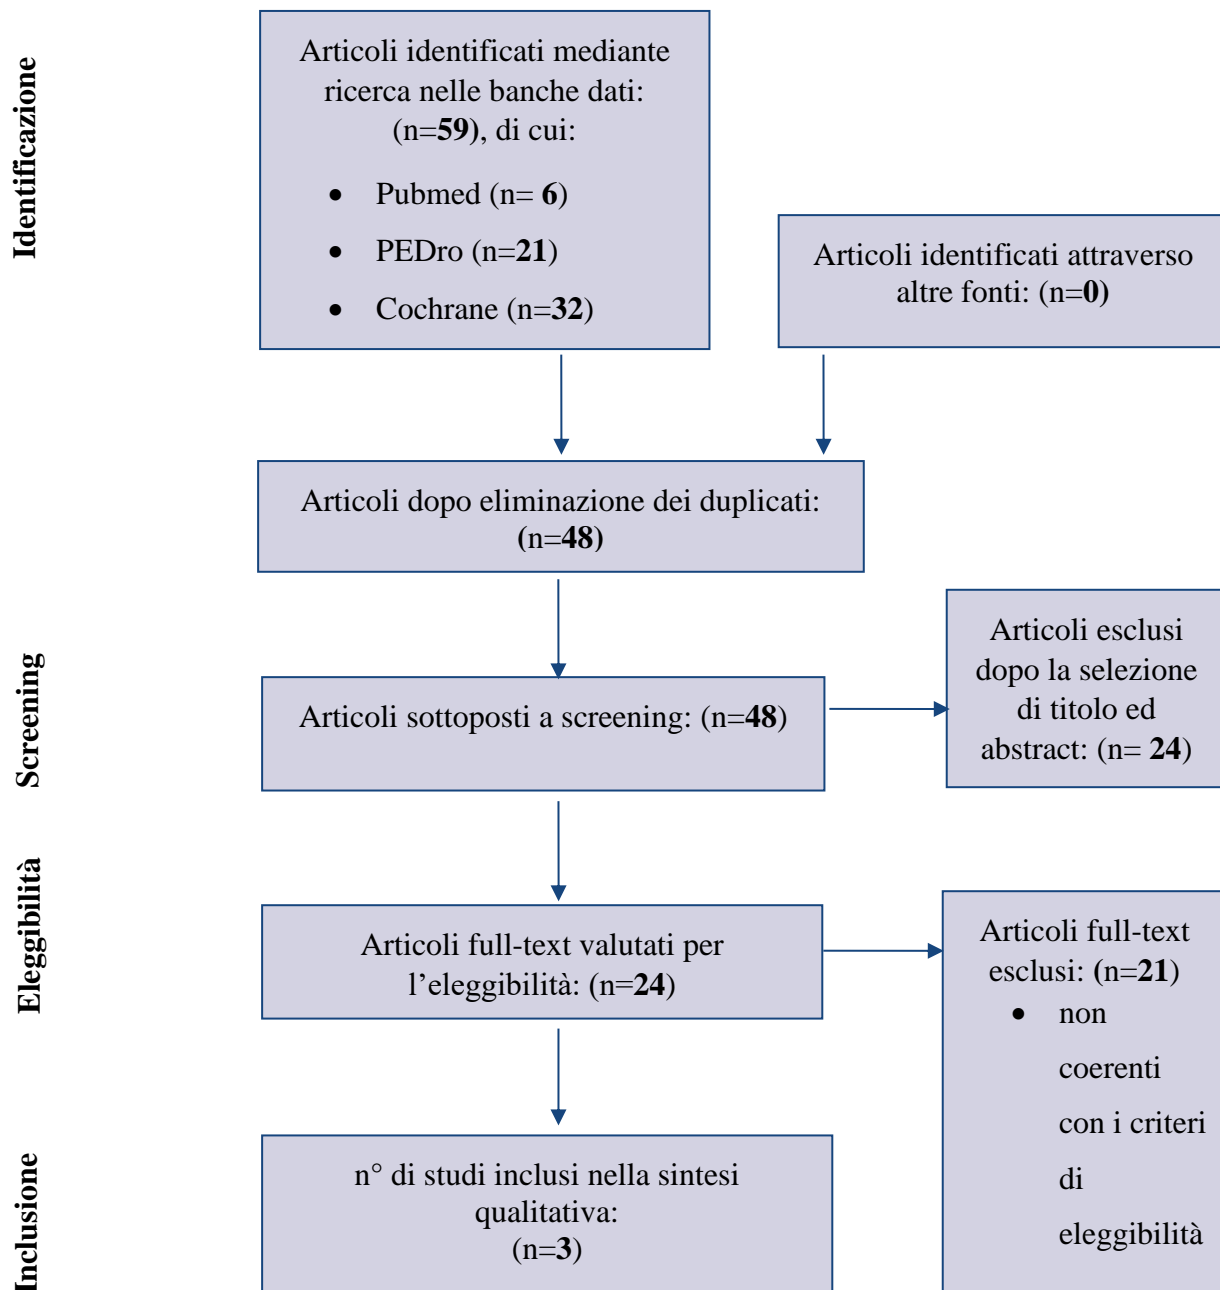 Identificazione
Articoli identificati mediante
ricerca nelle banche dati:
(n=59), di cui:
• Pubmed (n= 6)
• PEDro (n=21)
• Cochrane (n=32)
Articoli identificati attraverso
altre fonti: (n=0)
Articoli dopo eliminazione dei duplicati:
(n=48)
Screening
Articoli sottoposti a screening: (n=48)
Articoli esclusi
dopo la selezione
di titolo ed
abstract: (n= 24)
Eleggibilità
Articoli full-text valutati per
l’eleggibilità: (n=24)
Articoli full-text
esclusi: (n=21)
• non
coerenti
con i criteri
di
eleggibilità
Inclusione
n° di studi inclusi nella sintesi
qualitativa:
(n=3)